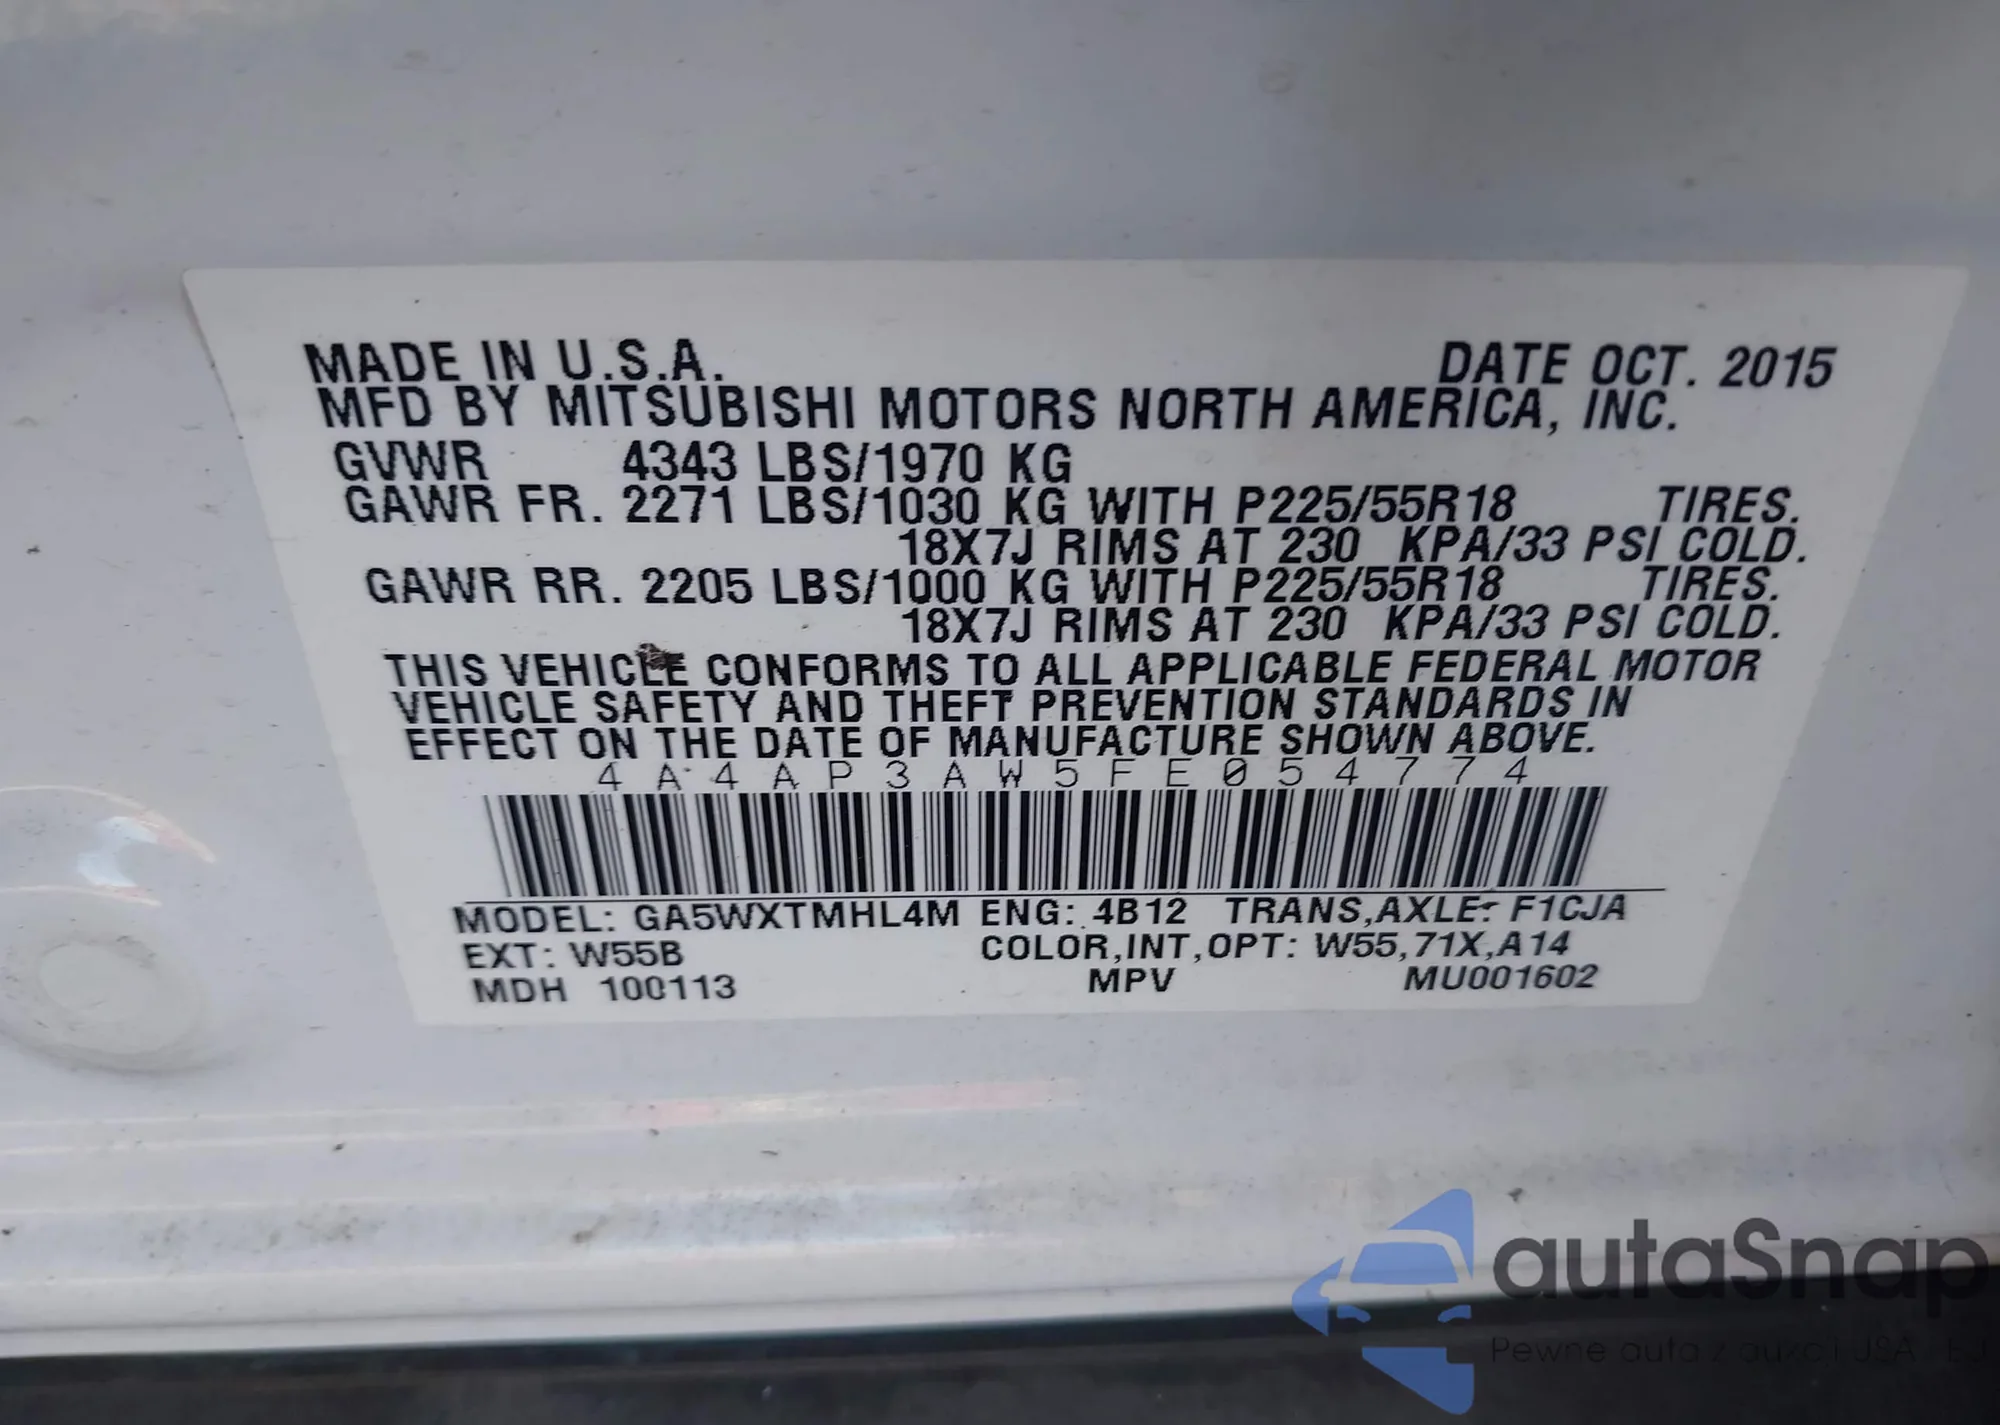 MADE IN U.S.A. DATE OCT. 2015
MFD BY MITSUBISHI MOTORS NORTH AMERICA, INC.
GVWR 4343 LBS/1970 KG
GAWR FR. 2271 LBS/1030 KG WITH P225/55R18 TIRES.
18X7J RIMS AT 230 KPA/33 PSI COLD.
GAWR RR. 2205 LBS/1000 KG WITH P225/55R18 TIRES.
18X7J RIMS AT 230 KPA/33 PSI COLD.
THIS VEHICLE CONFORMS TO ALL APPLICABLE FEDERAL MOTOR
VEHICLE SAFETY AND THEFT PREVENTION STANDARDS IN
EFFECT ON THE DATE OF MANUFACTURE SHOWN ABOVE.
4A4AP3AW5FE054774
MODEL: GA5WXTMHL4M ENG: 4B12 TRANS,AXLE: F1CJA
EXT: W55B COLOR,INT,OPT: W55,71X,A14
MDH 100113 MPV MU001602
autaSnap
Pewne auta z aukcji USA i EU